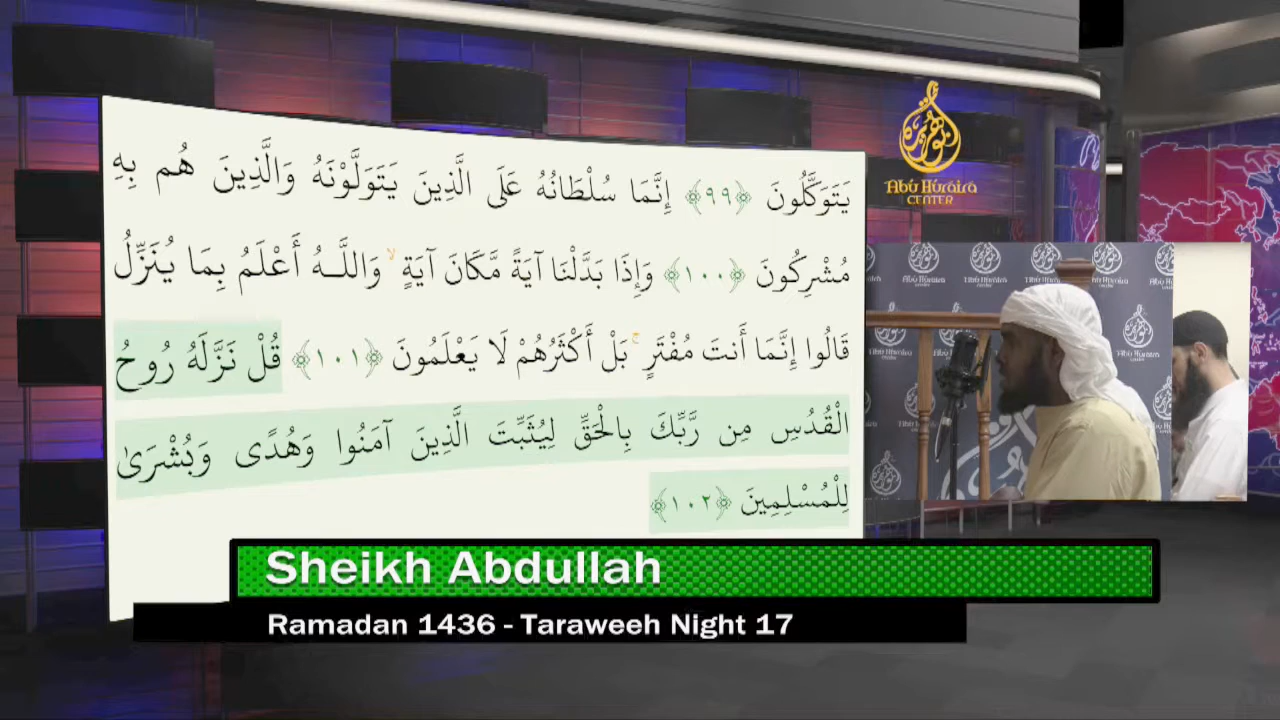 يَتَوَكَّلُونَ ﴿٩٩﴾ إِنَّمَا سُلْطَانُهُ عَلَى الَّذِينَ يَتَوَلَّوْنَهُ وَالَّذِينَ هُم بِهِ
مُشْرِكُونَ ﴿١٠٠﴾ وَإِذَا بَدَّلْنَا آيَةً مَّكَانَ آيَةٍ ۙ وَاللَّـهُ أَعْلَمُ بِمَا يُنَزِّلُ
قَالُوا إِنَّمَا أَنتَ مُفْتَرٍ ۚ بَلْ أَكْثَرُهُمْ لَا يَعْلَمُونَ ﴿١٠١﴾ قُلْ نَزَّلَهُ رُوحُ
الْقُدُسِ مِن رَّبِّكَ بِالْحَقِّ لِيُثَبِّتَ الَّذِينَ آمَنُوا وَهُدًى وَبُشْرَىٰ
لِلْمُسْلِمِينَ ﴿١٠٢﴾
Abu Huraira
CENTER
Sheikh Abdullah
Ramadan 1436 - Taraweeh Night 17